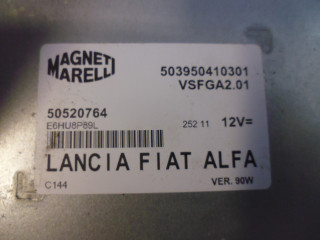 MAGNETI MARELLI
503950410301
VSFGA2.01
50520764
E6HU8P89L
252 11 12V=
LANCIA FIAT ALFA
C144 VER. 90W